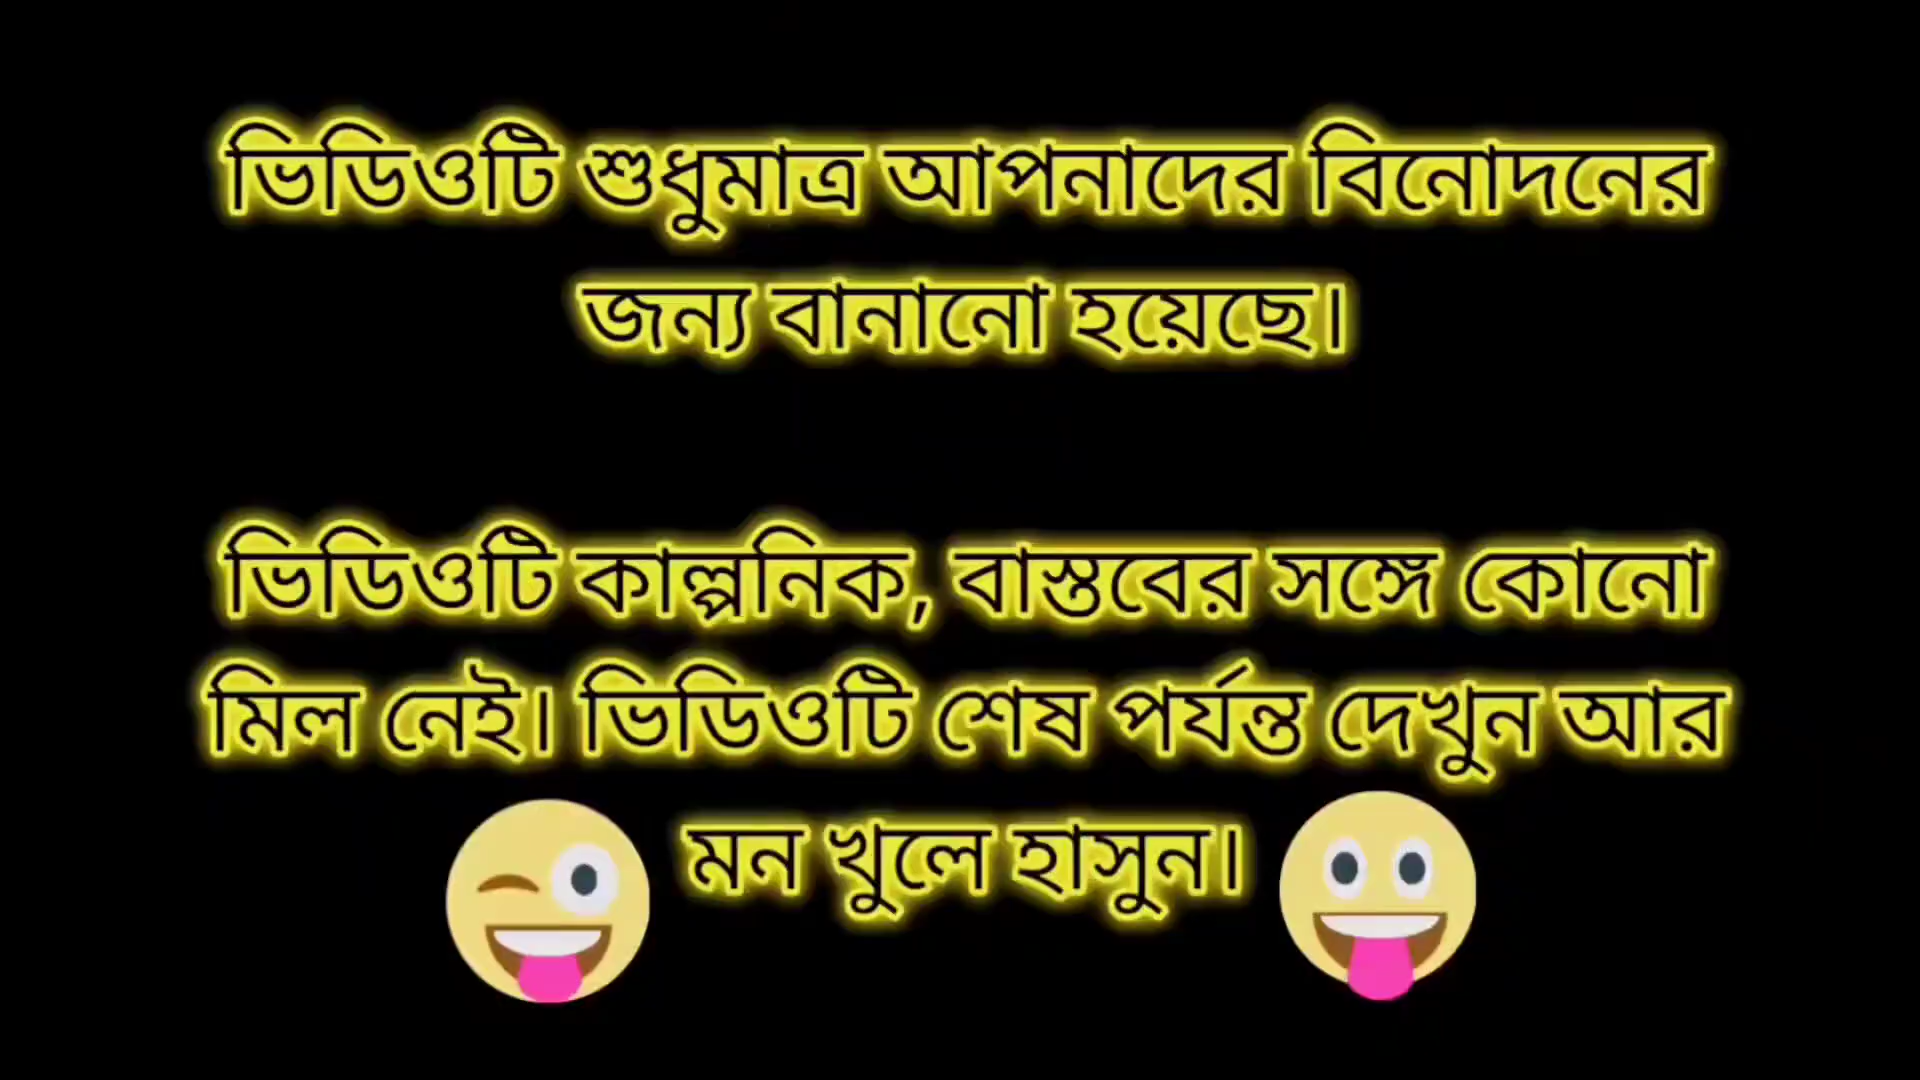 ভিডিওটি শুধুমাত্র আপনাদের বিনোদনের
জন্য বানানো হয়েছে।
ভিডিওটি কাল্পনিক, বাস্তবের সঙ্গে কোনো
মিল নেই। ভিডিওটি শেষ পর্যন্ত দেখুন আর
মন খুলে হাসুন।